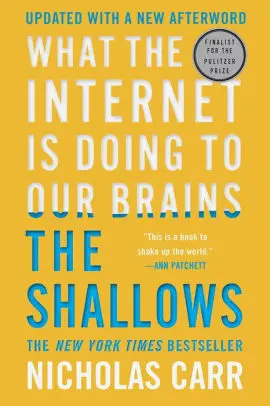 UPDATED WITH A NEW AFTERWORD
WHAT THE
FINALIST
FOR THE
PULITZER
PRIZE
INTERNET
IS DOING TO
OUR BRAINS
THE
"This is a book to
shake up the world."
—ANN PATCHETT
SHALLOWS
THE NEW YORK TIMES BESTSELLER
NICHOLAS CARR